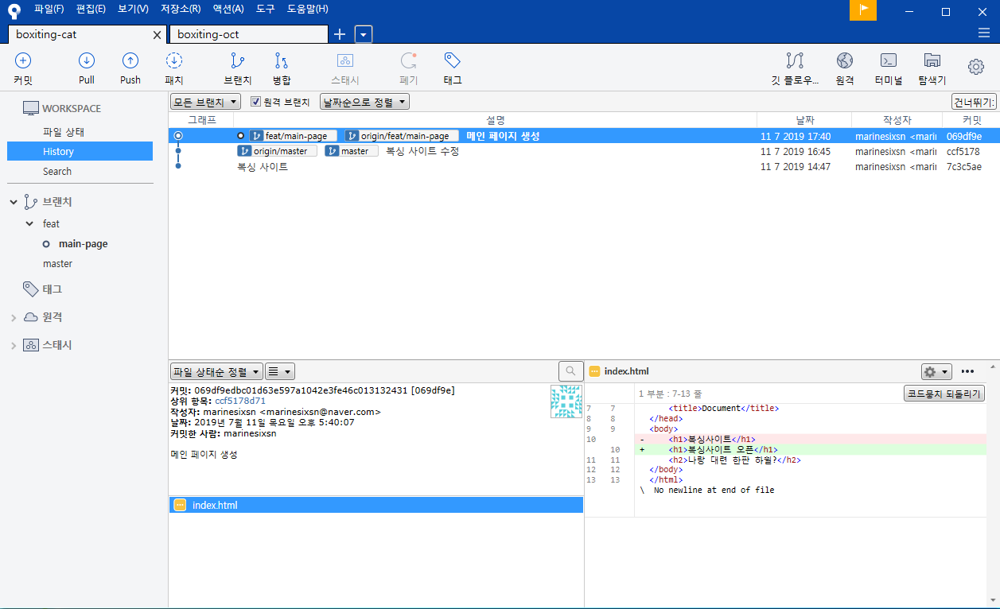 파일(F) 편집(E) 보기(V) 저장소(R) 액션(A) 도구 도움말(H)
boxiting-cat
boxiting-oct
커밋 Pull Push 패치 브랜치 병합 스태시 폐기 태그 깃 플로우... 원격 터미널 탐색기
WORKSPACE
파일 상태
History
Search
브랜치
feat
main-page
master
태그
원격
스태시
모든 브랜치 원격 브랜치 날짜순으로 정렬 건너뛰기:
그래프 설명 날짜 작성자 커밋
feat/main-page origin/feat/main-page 메인 페이지 생성 11 7 2019 17:40 marinesixsn <marin 069df9e
origin/master master 복싱 사이트 수정 11 7 2019 16:45 marinesixsn <marin ccf5178
복싱 사이트 11 7 2019 14:47 marinesixsn <marin 7c3c5ae
파일 상태순 정렬
커밋: 069df9edbc01d63e597a1042e3fe46c013132431 [069df9e]
상위 항목: ccf5178d71
작성자: marinesixsn <marinesixsn@naver.com>
날짜: 2019년 7월 11일 목요일 오후 5:40:07
커밋한 사람: marinesixsn
메인 페이지 생성
index.html
index.html
1 부분 : 7-13 줄 코드뭉치 되돌리기
7 7 <title>Document</title>
8 8 </head>
9 9 <body>
10 - <h1>복싱사이트</h1>
10 + <h1>복싱사이트 오픈</h1>
11 11 <h2>나랑 대련 한판 하윌?</h2>
12 12 </body>
13 13 </html>
\ No newline at end of file